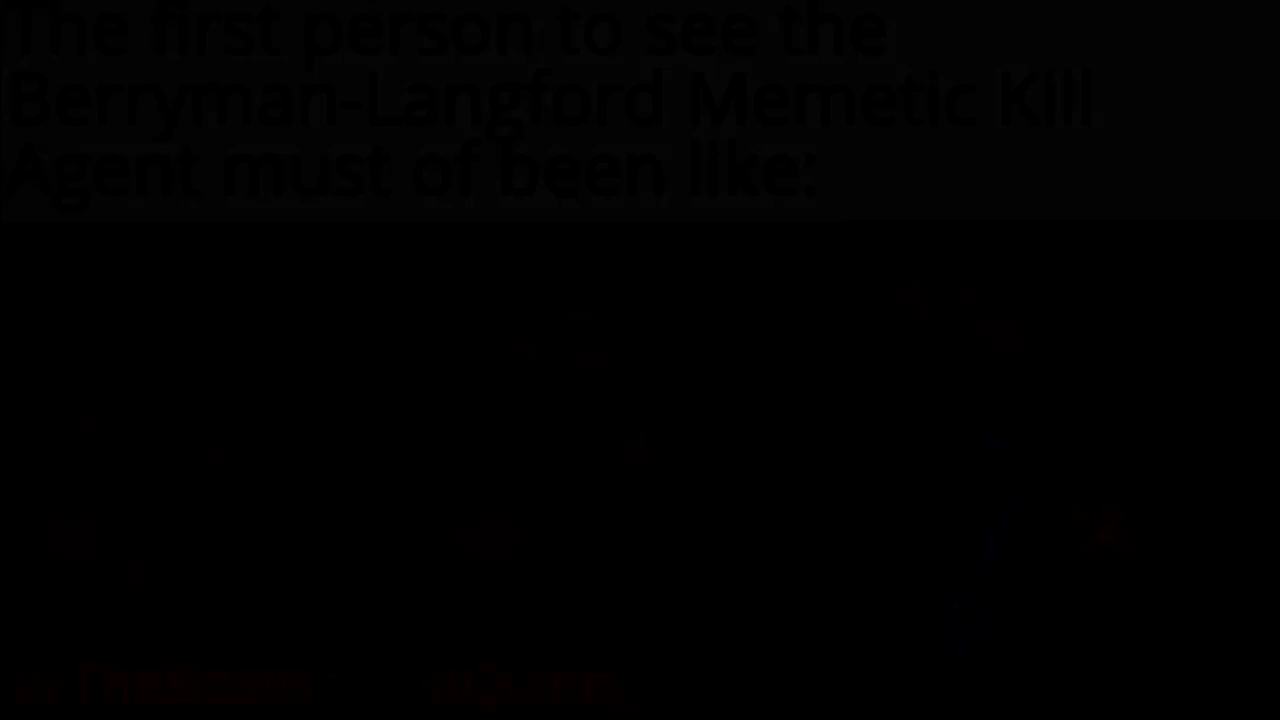 The first person to see the
Berryman-Langford Memetic Kill
Agent must of been like: